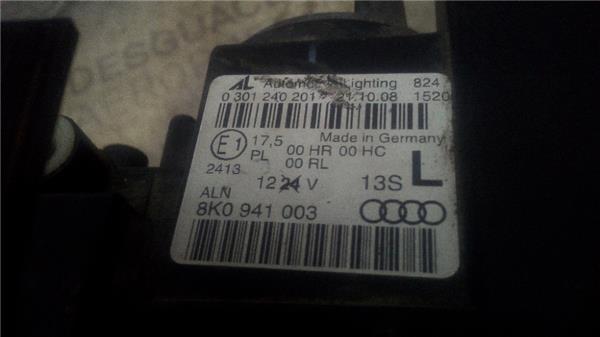 DESGUACE
AL Automotive Lighting 824
0 301 240 201 21.10.08 1520
E1 17,5 Made in Germany
PL 00 HR 00 HC
00 RL
2413
12 24 V 13S L
ALN
8K0 941 003